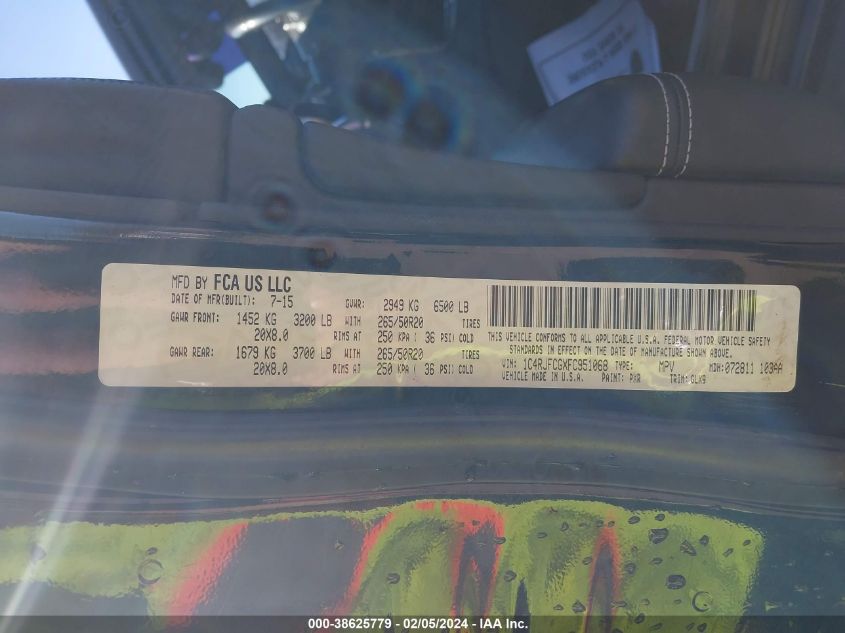 MFD BY FCA US LLC
DATE OF MFR(BUILT): 7-15 GVWR: 2949 KG 6500 LB
GAWR FRONT: 1452 KG 3200 LB WITH 265/50R20 TIRES
20X8.0 RIMS AT 250 KPA ( 36 PSI) COLD
GAWR REAR: 1679 KG 3700 LB WITH 265/50R20 TIRES
20X8.0 RIMS AT 250 KPA ( 36 PSI) COLD
THIS VEHICLE CONFORMS TO ALL APPLICABLE U.S.A. FEDERAL MOTOR VEHICLE SAFETY
STANDARDS IN EFFECT ON THE DATE OF MANUFACTURE SHOWN ABOVE.
VIN: 1C4RJFCGXFC951068 TYPE: MPV MDH:072811 103AA
VEHICLE MADE IN U.S.A. PAINT: PXR TRIM:GLX9
000-38625779 - 02/05/2024 - IAA Inc.